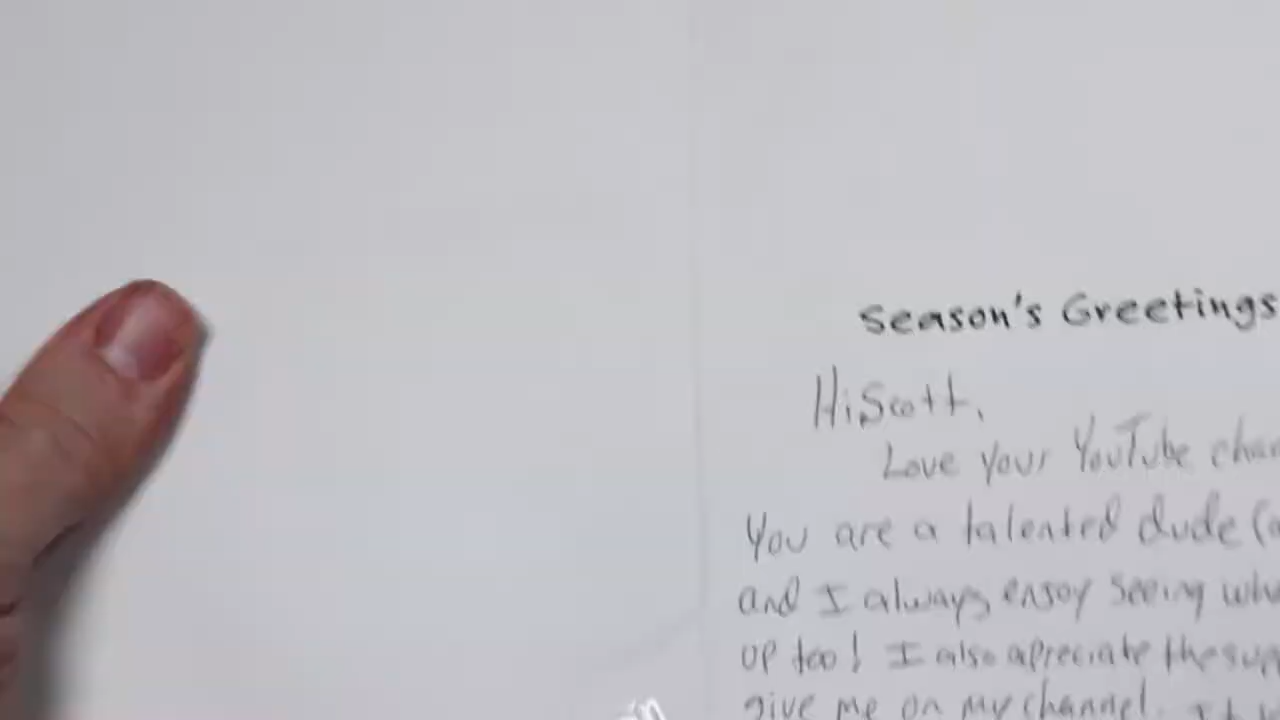 Season's Greetings
Hi Scott,
Love your YouTube
You are a talented dude
and I always enjoy seeing
up too! I also apreciate the
give me on my channel.